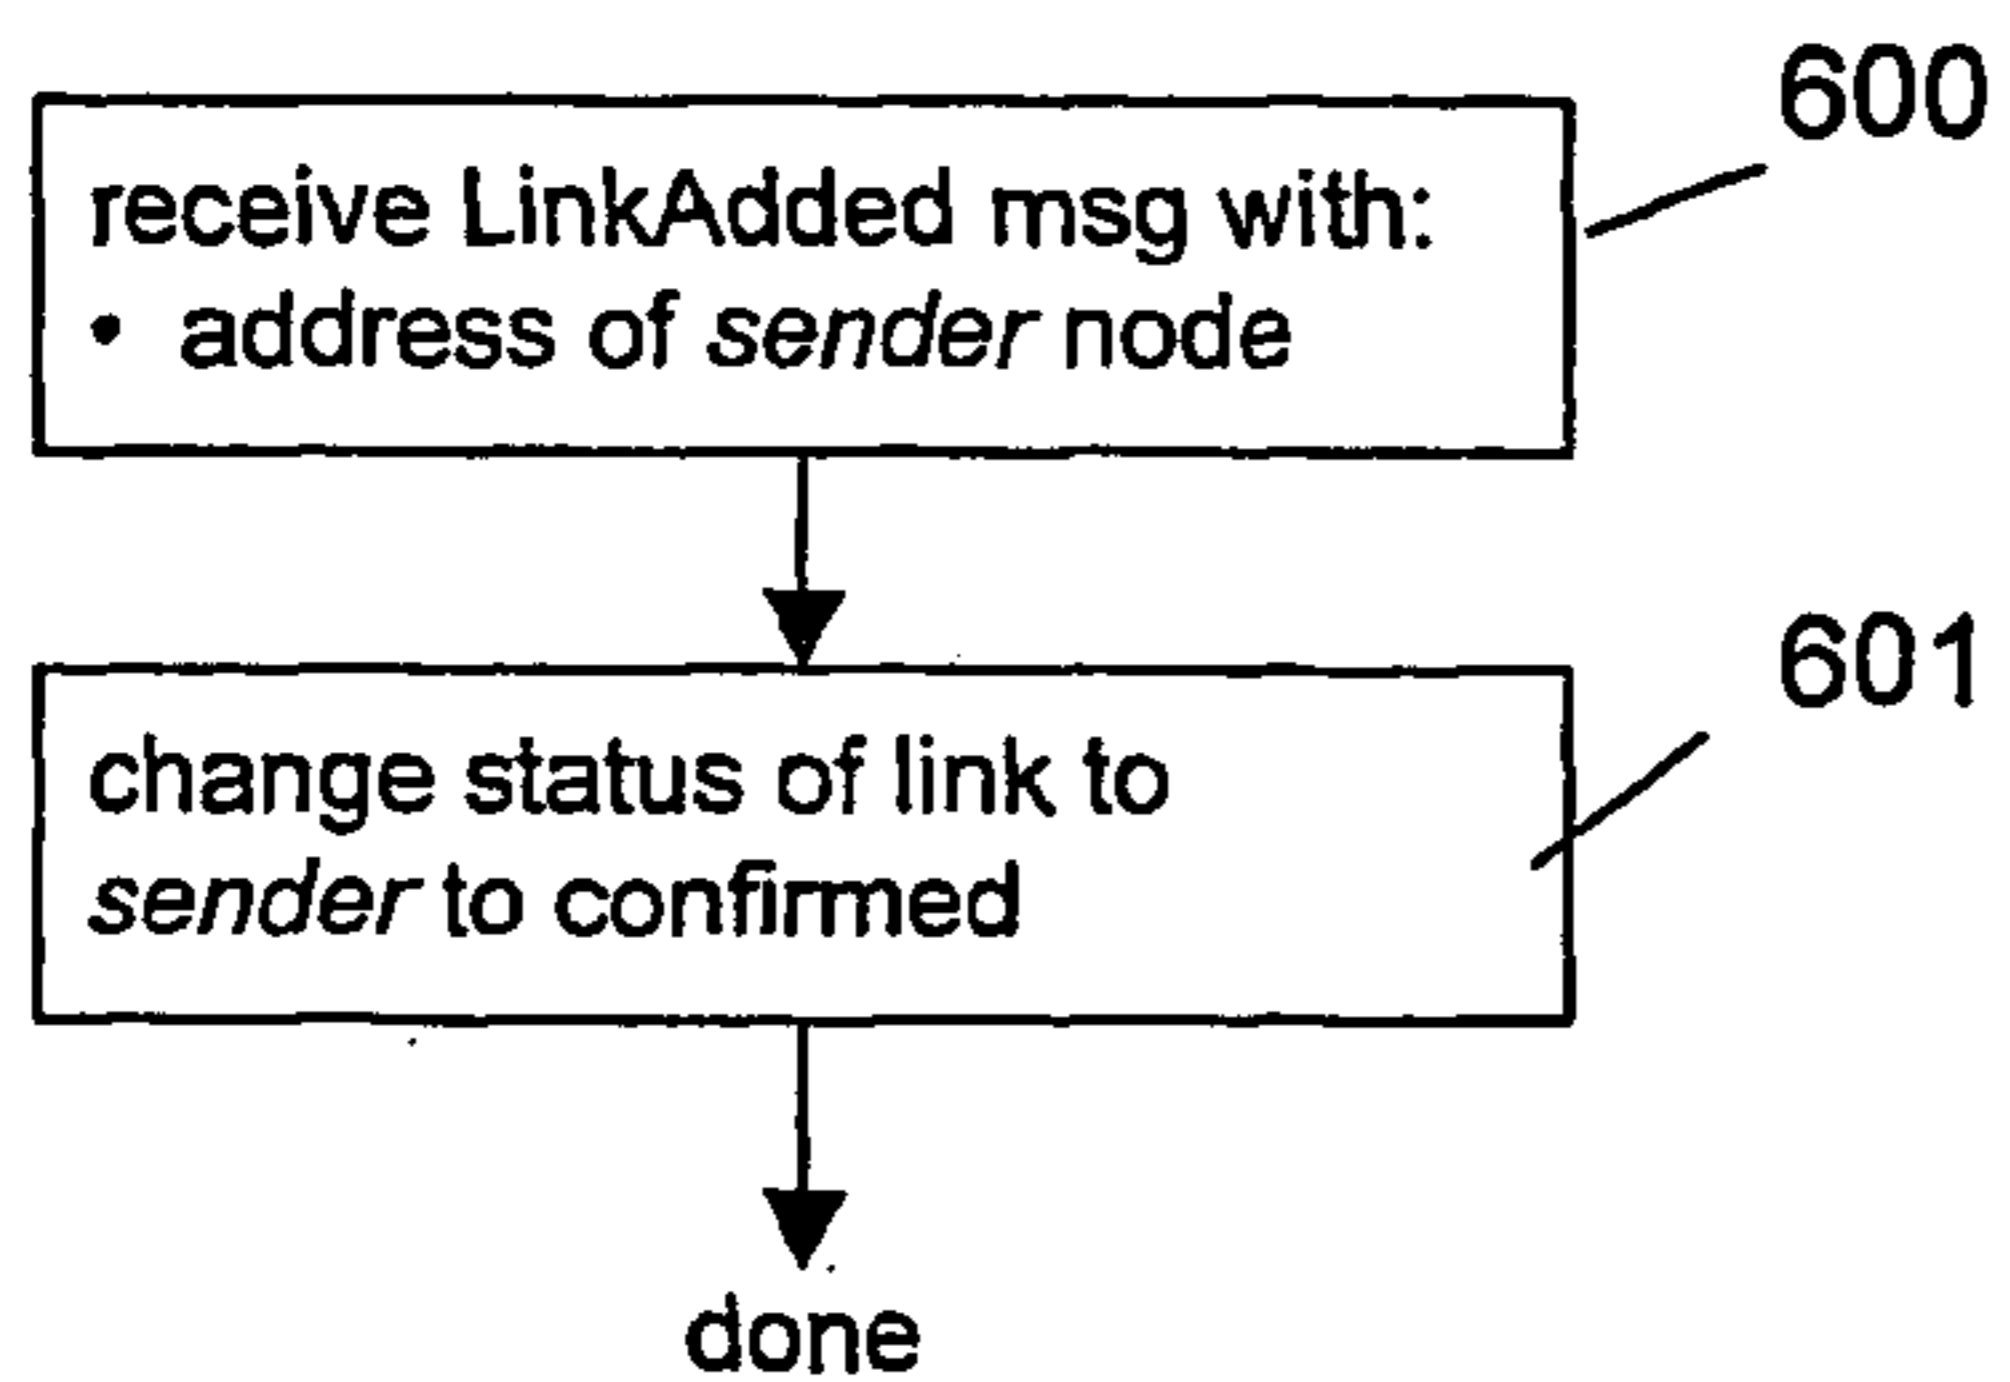 600
receive LinkAdded msg with:
• address of sender node
601
change status of link to
sender to confirmed
done